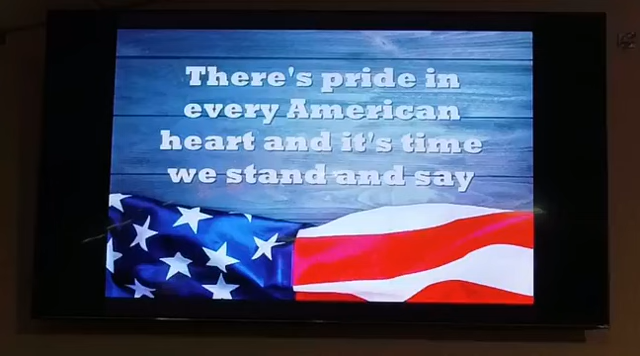 There's pride in
every American
heart and it's time
we stand and say